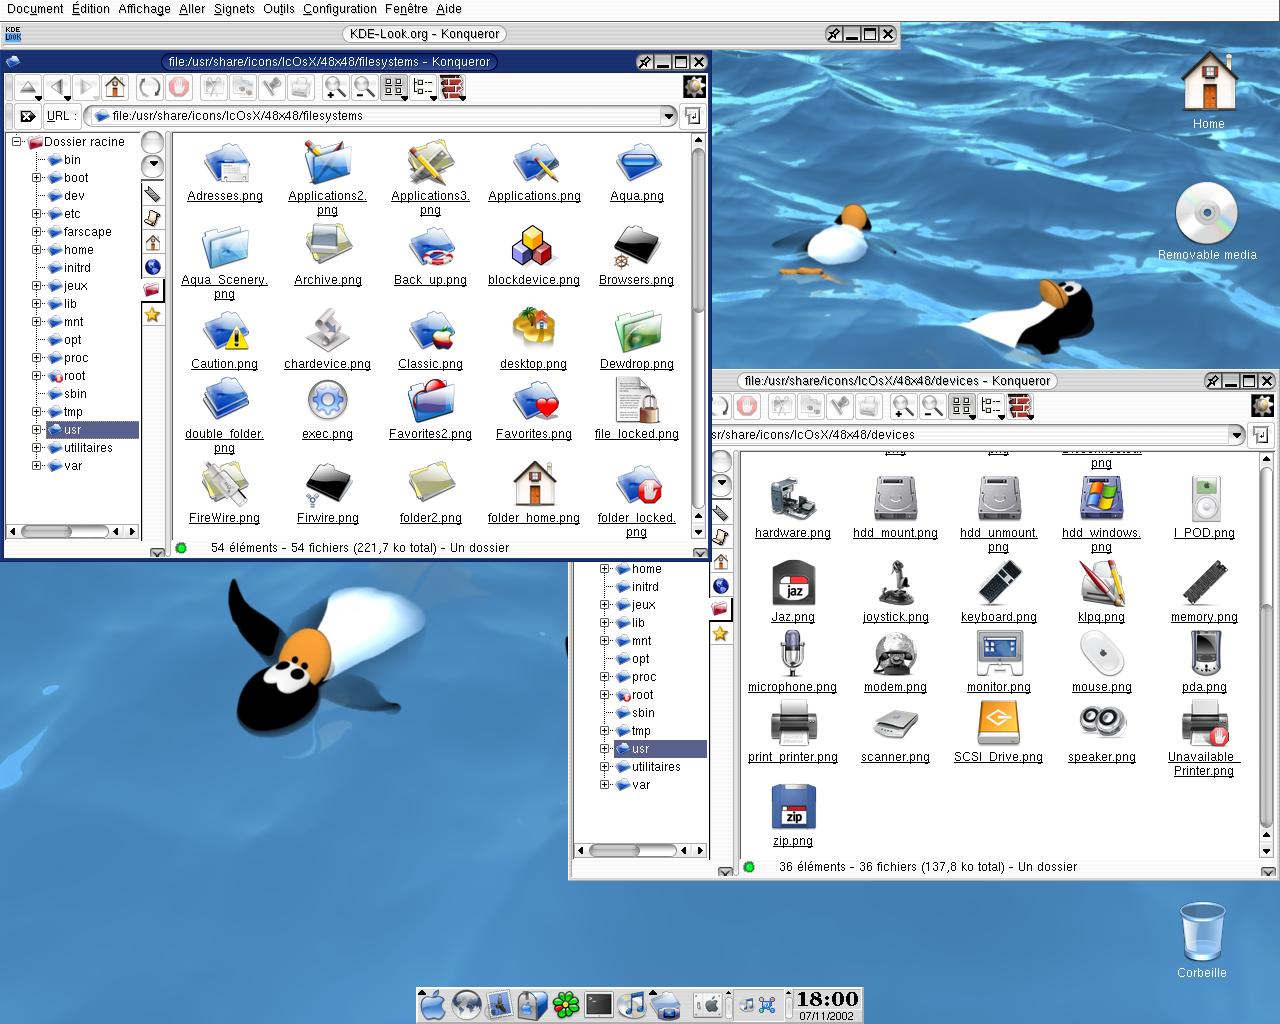 Document Édition Affichage Aller Signets Outils Configuration Fenêtre Aide
KDE LOOK
KDE-Look.org - Konqueror
file:/usr/share/icons/IcOsX/48x48/filesystems - Konqueror
URL :
file:/usr/share/icons/IcOsX/48x48/filesystems
Dossier racine
bin
boot
dev
etc
farscape
home
initrd
jeux
lib
mnt
opt
proc
root
sbin
tmp
usr
utilitaires
var
Adresses.png
Applications2.
png
Applications3.
png
Applications.png
Aqua.png
Aqua_Scenery.
png
Archive.png
Back_up.png
blockdevice.png
Browsers.png
Caution.png
chardevice.png
Classic.png
desktop.png
Dewdrop.png
double_folder.
png
exec.png
Favorites2.png
Favorites.png
file_locked.png
FireWire.png
Firwire.png
folder2.png
folder_home.png
folder_locked.
png
54 éléments - 54 fichiers (221,7 ko total) - Un dossier
Home
Removable media
file:/usr/share/icons/IcOsX/48x48/devices - Konqueror
sr/share/icons/IcOsX/48x48/devices
home
initrd
jeux
lib
mnt
opt
proc
root
sbin
tmp
usr
utilitaires
var
png
png
png
hardware.png
hdd_mount.png
hdd_unmount.
png
hdd_windows.
png
I_POD.png
jaz
Jaz.png
joystick.png
keyboard.png
klpq.png
memory.png
microphone.png
modem.png
monitor.png
mouse.png
pda.png
print_printer.png
scanner.png
SCSI_Drive.png
speaker.png
Unavailable_
Printer.png
zip
zip.png
36 éléments - 36 fichiers (137,8 ko total) - Un dossier
Corbeille
18:00
07/11/2002